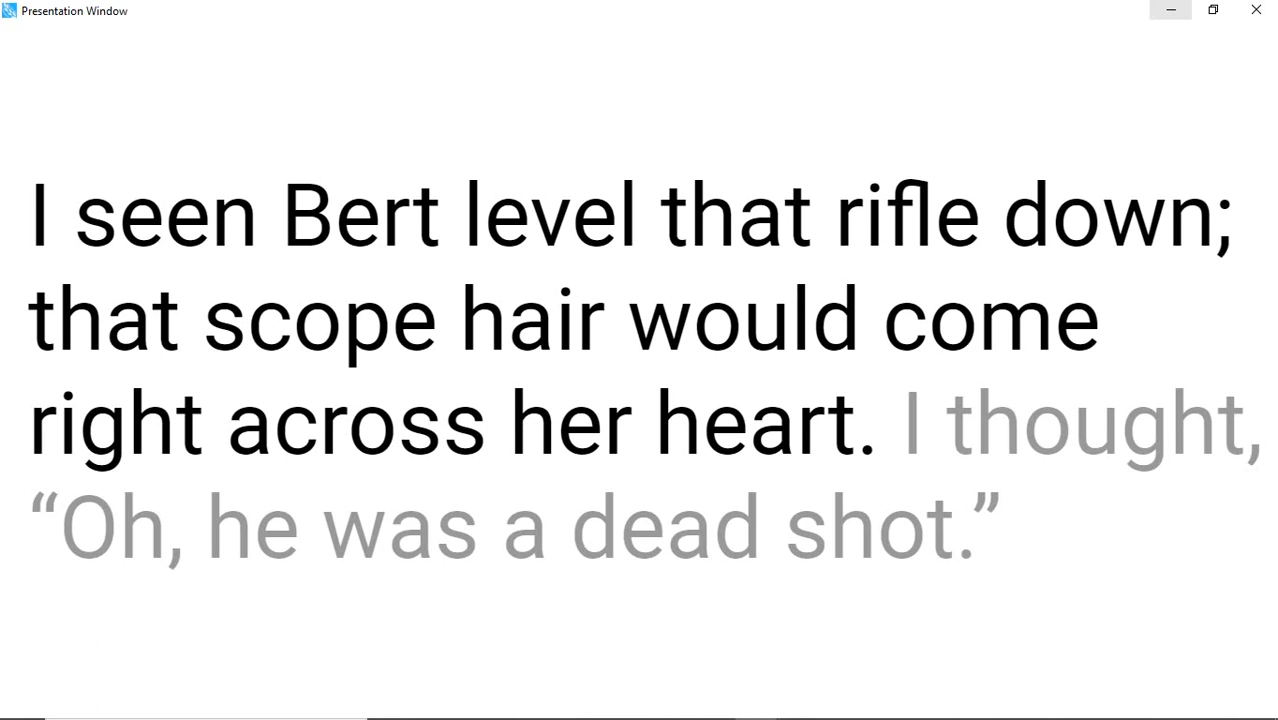 Presentation Window
I seen Bert level that rifle down;
that scope hair would come
right across her heart. I thought,
“Oh, he was a dead shot.”